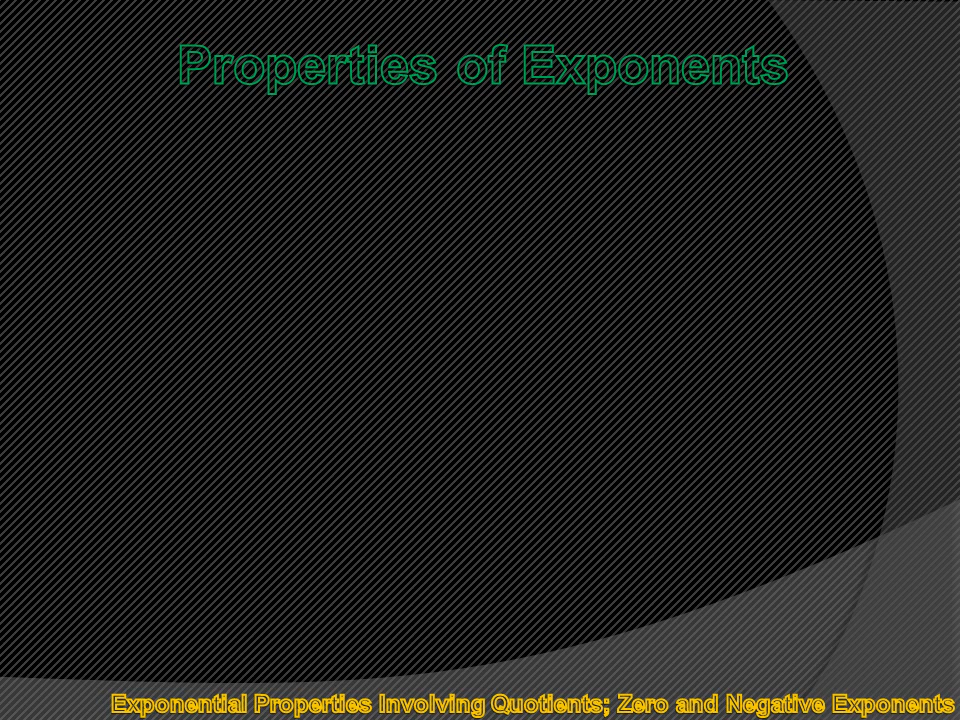 Properties of Exponents
Exponential Properties Involving Quotients; Zero and Negative Exponents